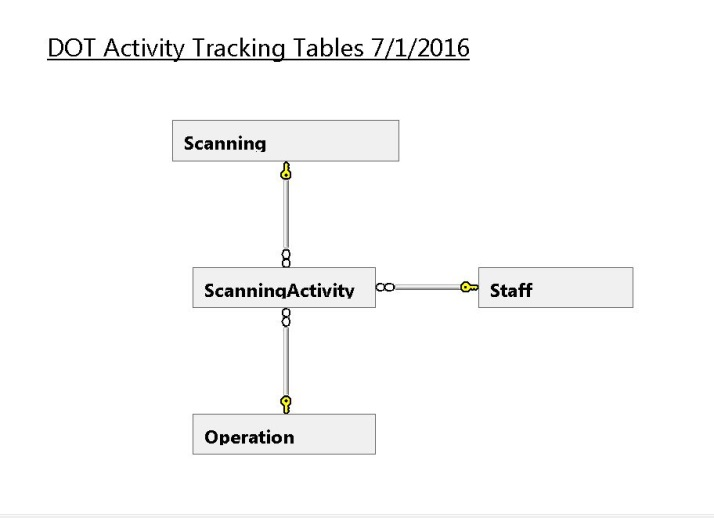 DOT Activity Tracking Tables 7/1/2016
Scanning
ScanningActivity
Staff
Operation